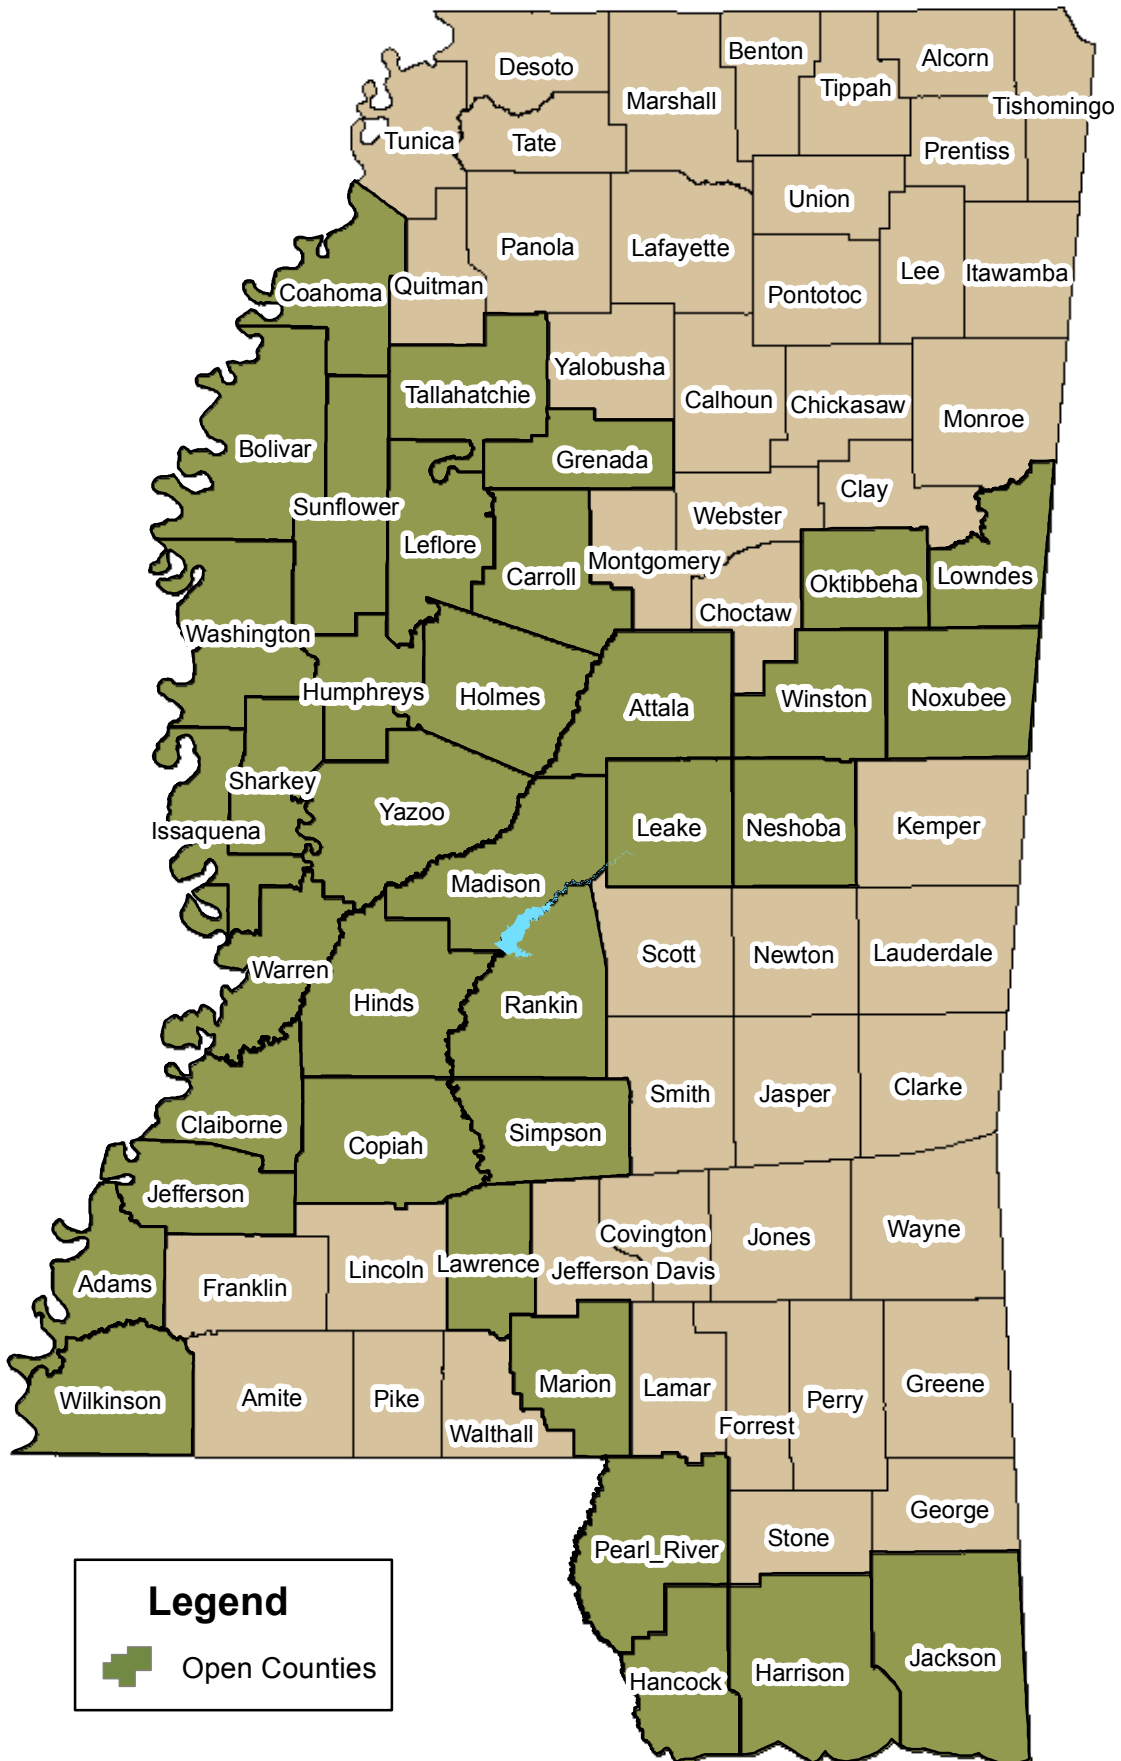 Benton
Alcorn
Desoto
Tippah
Marshall
Tishomingo
Tunica
Tate
Prentiss
Union
Panola
Lafayette
Lee
Itawamba
Quitman
Coahoma
Pontotoc
Yalobusha
Tallahatchie
Calhoun
Chickasaw
Monroe
Bolivar
Grenada
Clay
Sunflower
Webster
Leflore
Montgomery
Carroll
Oktibbeha
Lowndes
Choctaw
Washington
Humphreys
Holmes
Attala
Winston
Noxubee
Sharkey
Yazoo
Issaquena
Leake
Neshoba
Kemper
Madison
Scott
Newton
Lauderdale
Warren
Hinds
Rankin
Smith
Jasper
Clarke
Claiborne
Copiah
Simpson
Jefferson
Covington
Jones
Wayne
Lincoln
Lawrence
Jefferson Davis
Adams
Franklin
Wilkinson
Amite
Pike
Marion
Lamar
Perry
Greene
Walthall
Forrest
George
Stone
Pearl_River
Legend
Open Counties
Hancock
Harrison
Jackson